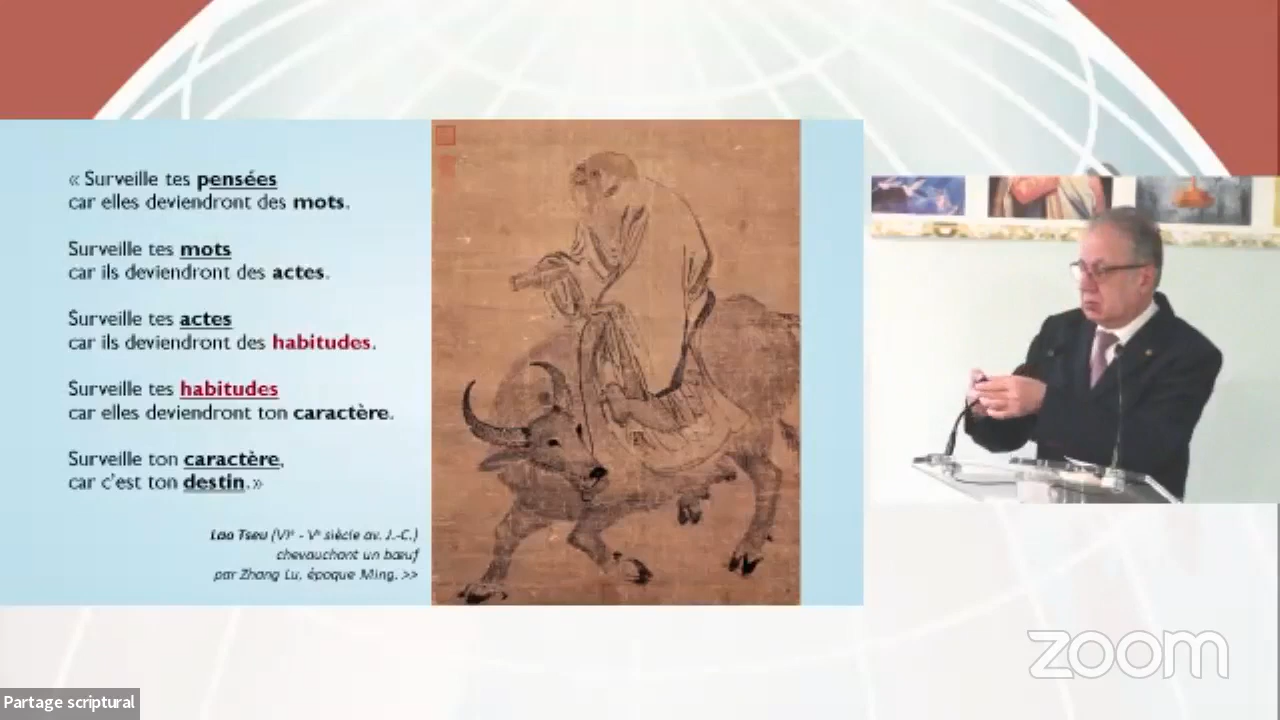 « Surveille tes pensées
car elles deviendront des mots.
Surveille tes mots
car ils deviendront des actes.
Surveille tes actes
car ils deviendront des habitudes.
Surveille tes habitudes
car elles deviendront ton caractère.
Surveille ton caractère,
car c'est ton destin.»
Lao Tseu (VIᵉ - Vᵉ siècle av. J.-C.)
chevauchant un bœuf
par Zhang Lu, époque Ming. >>
zoom
Partage scriptural